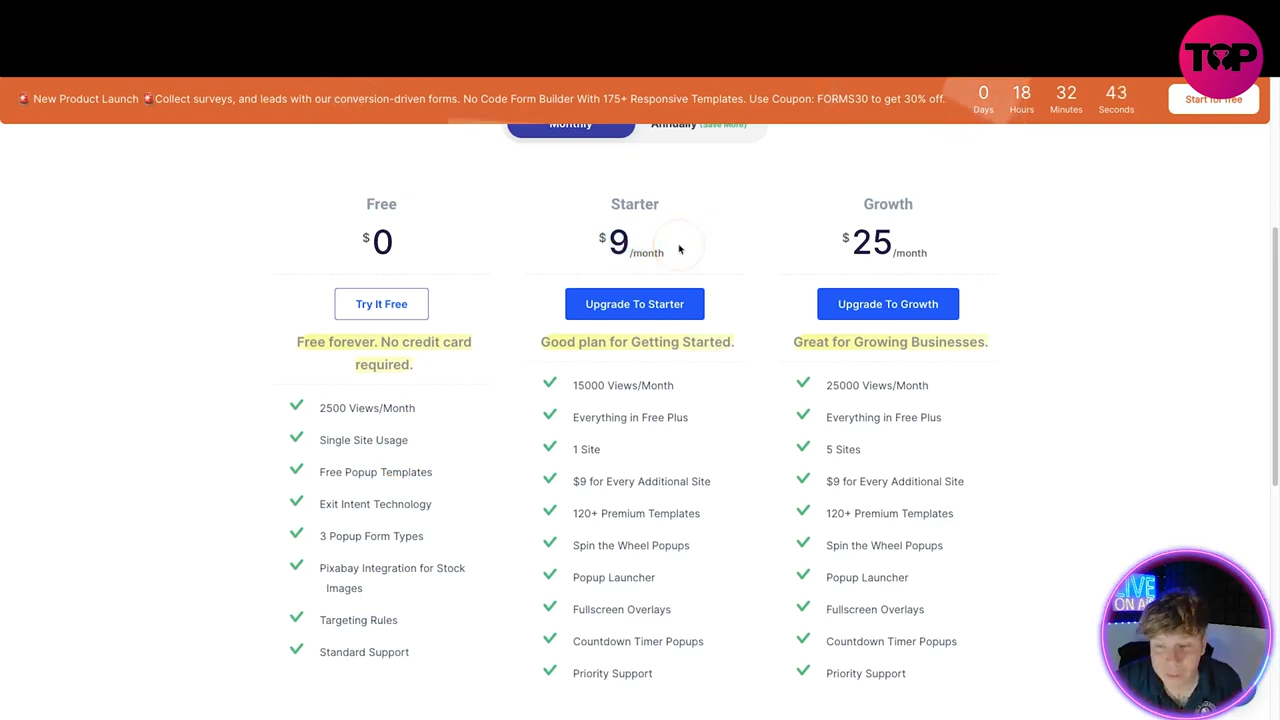 TOP
🚨 New Product Launch 🚨Collect surveys, and leads with our conversion-driven forms. No Code Form Builder With 175+ Responsive Templates. Use Coupon: FORMS30 to get 30% off.
0 18 32 43
Days Hours Minutes Seconds
Start for free
Monthly Annually (Save More)
Free
$0
Try It Free
Free forever. No credit card
required.
2500 Views/Month
Single Site Usage
Free Popup Templates
Exit Intent Technology
3 Popup Form Types
Pixabay Integration for Stock
Images
Targeting Rules
Standard Support
Starter
$9/month
Upgrade To Starter
Good plan for Getting Started.
15000 Views/Month
Everything in Free Plus
1 Site
$9 for Every Additional Site
120+ Premium Templates
Spin the Wheel Popups
Popup Launcher
Fullscreen Overlays
Countdown Timer Popups
Priority Support
Growth
$25/month
Upgrade To Growth
Great for Growing Businesses.
25000 Views/Month
Everything in Free Plus
5 Sites
$9 for Every Additional Site
120+ Premium Templates
Spin the Wheel Popups
Popup Launcher
Fullscreen Overlays
Countdown Timer Popups
Priority Support
LIVE
ON A